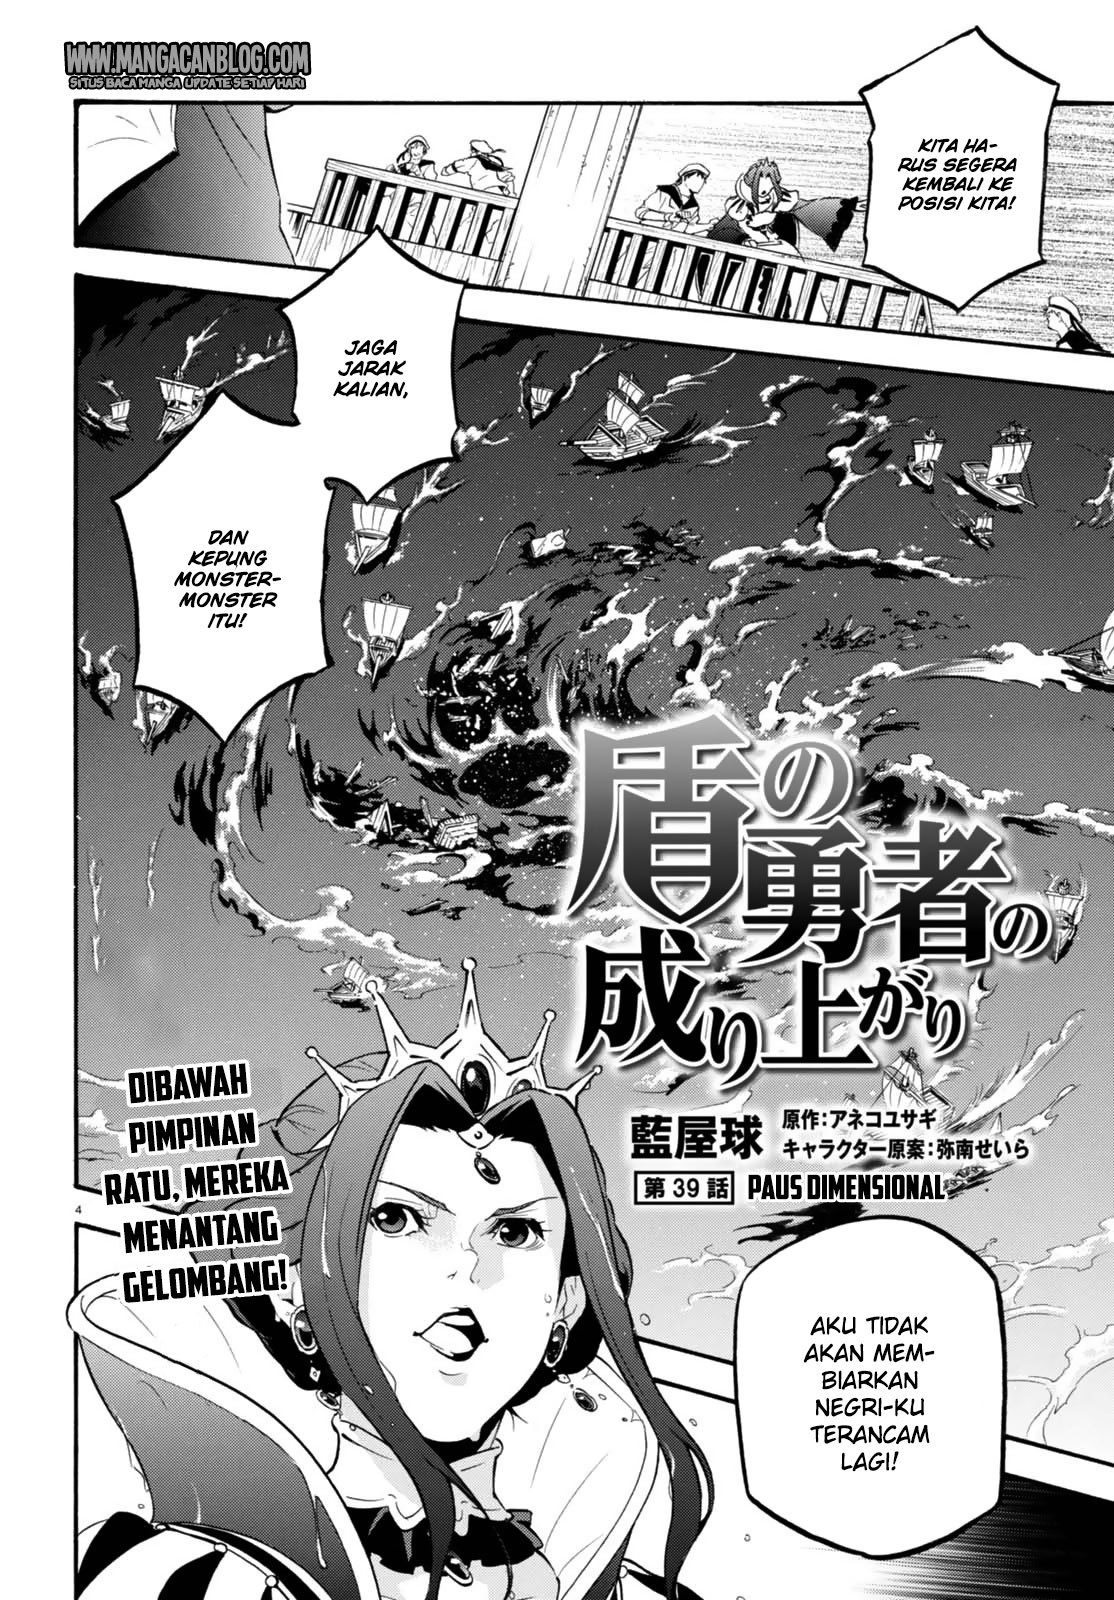 WWW.MANGACANBLOG.COM
SITUS BACA MANGA UPDATE SETIAP HARI
KITA HA-
RUS SEGERA
KEMBALI KE
POSISI KITA!
JAGA
JARAK
KALIAN,
DAN
KEPUNG
MONSTER-
MONSTER
ITU!
盾の
勇者の
成り上がり
藍屋球
原作:アネコユサギ
キャラクター原案:弥南せいら
第39話
PAUS DIMENSIONAL
DIBAWAH
PIMPINAN
RATU, MEREKA
MENANTANG
GELOMBANG!
4
AKU TIDAK
AKAN MEM-
BIARKAN
NEGRI-KU
TERANCAM
LAGI!